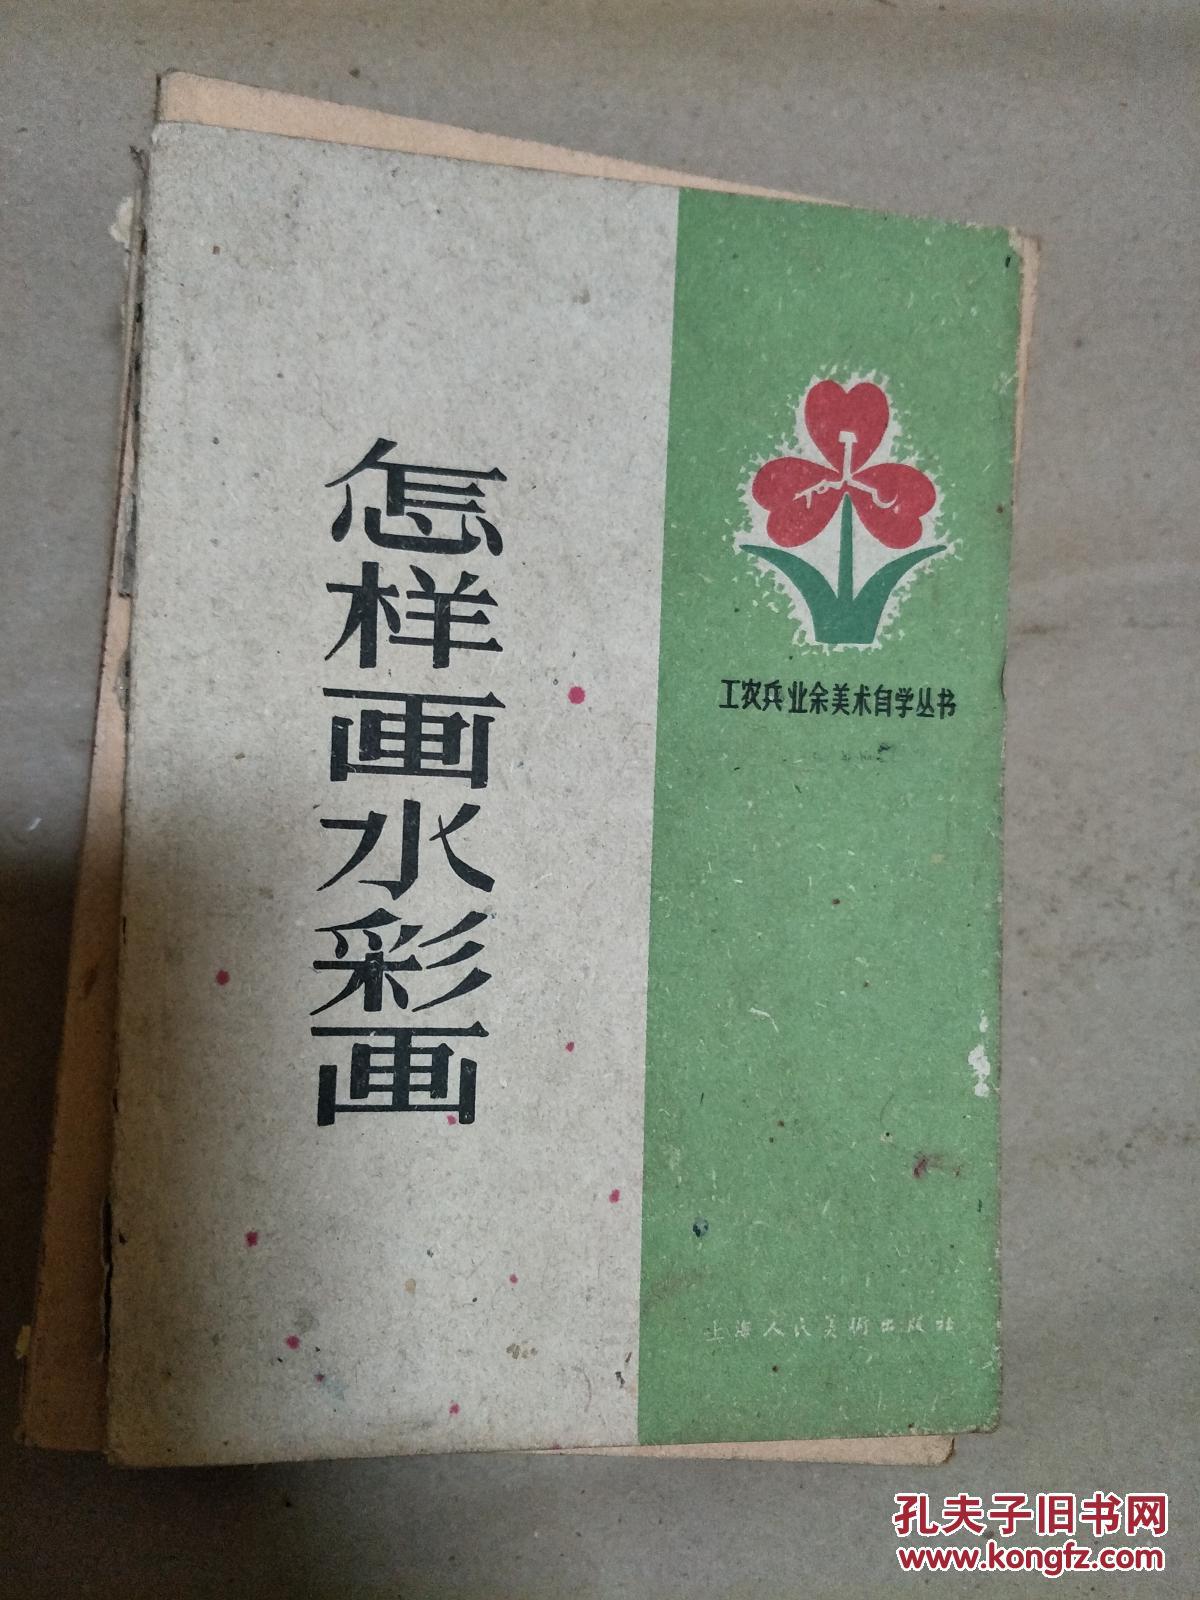 怎样画水彩画
工农兵业余美术自学丛书
上海人民美術出版社
孔夫子旧书网
www.kongfz.com